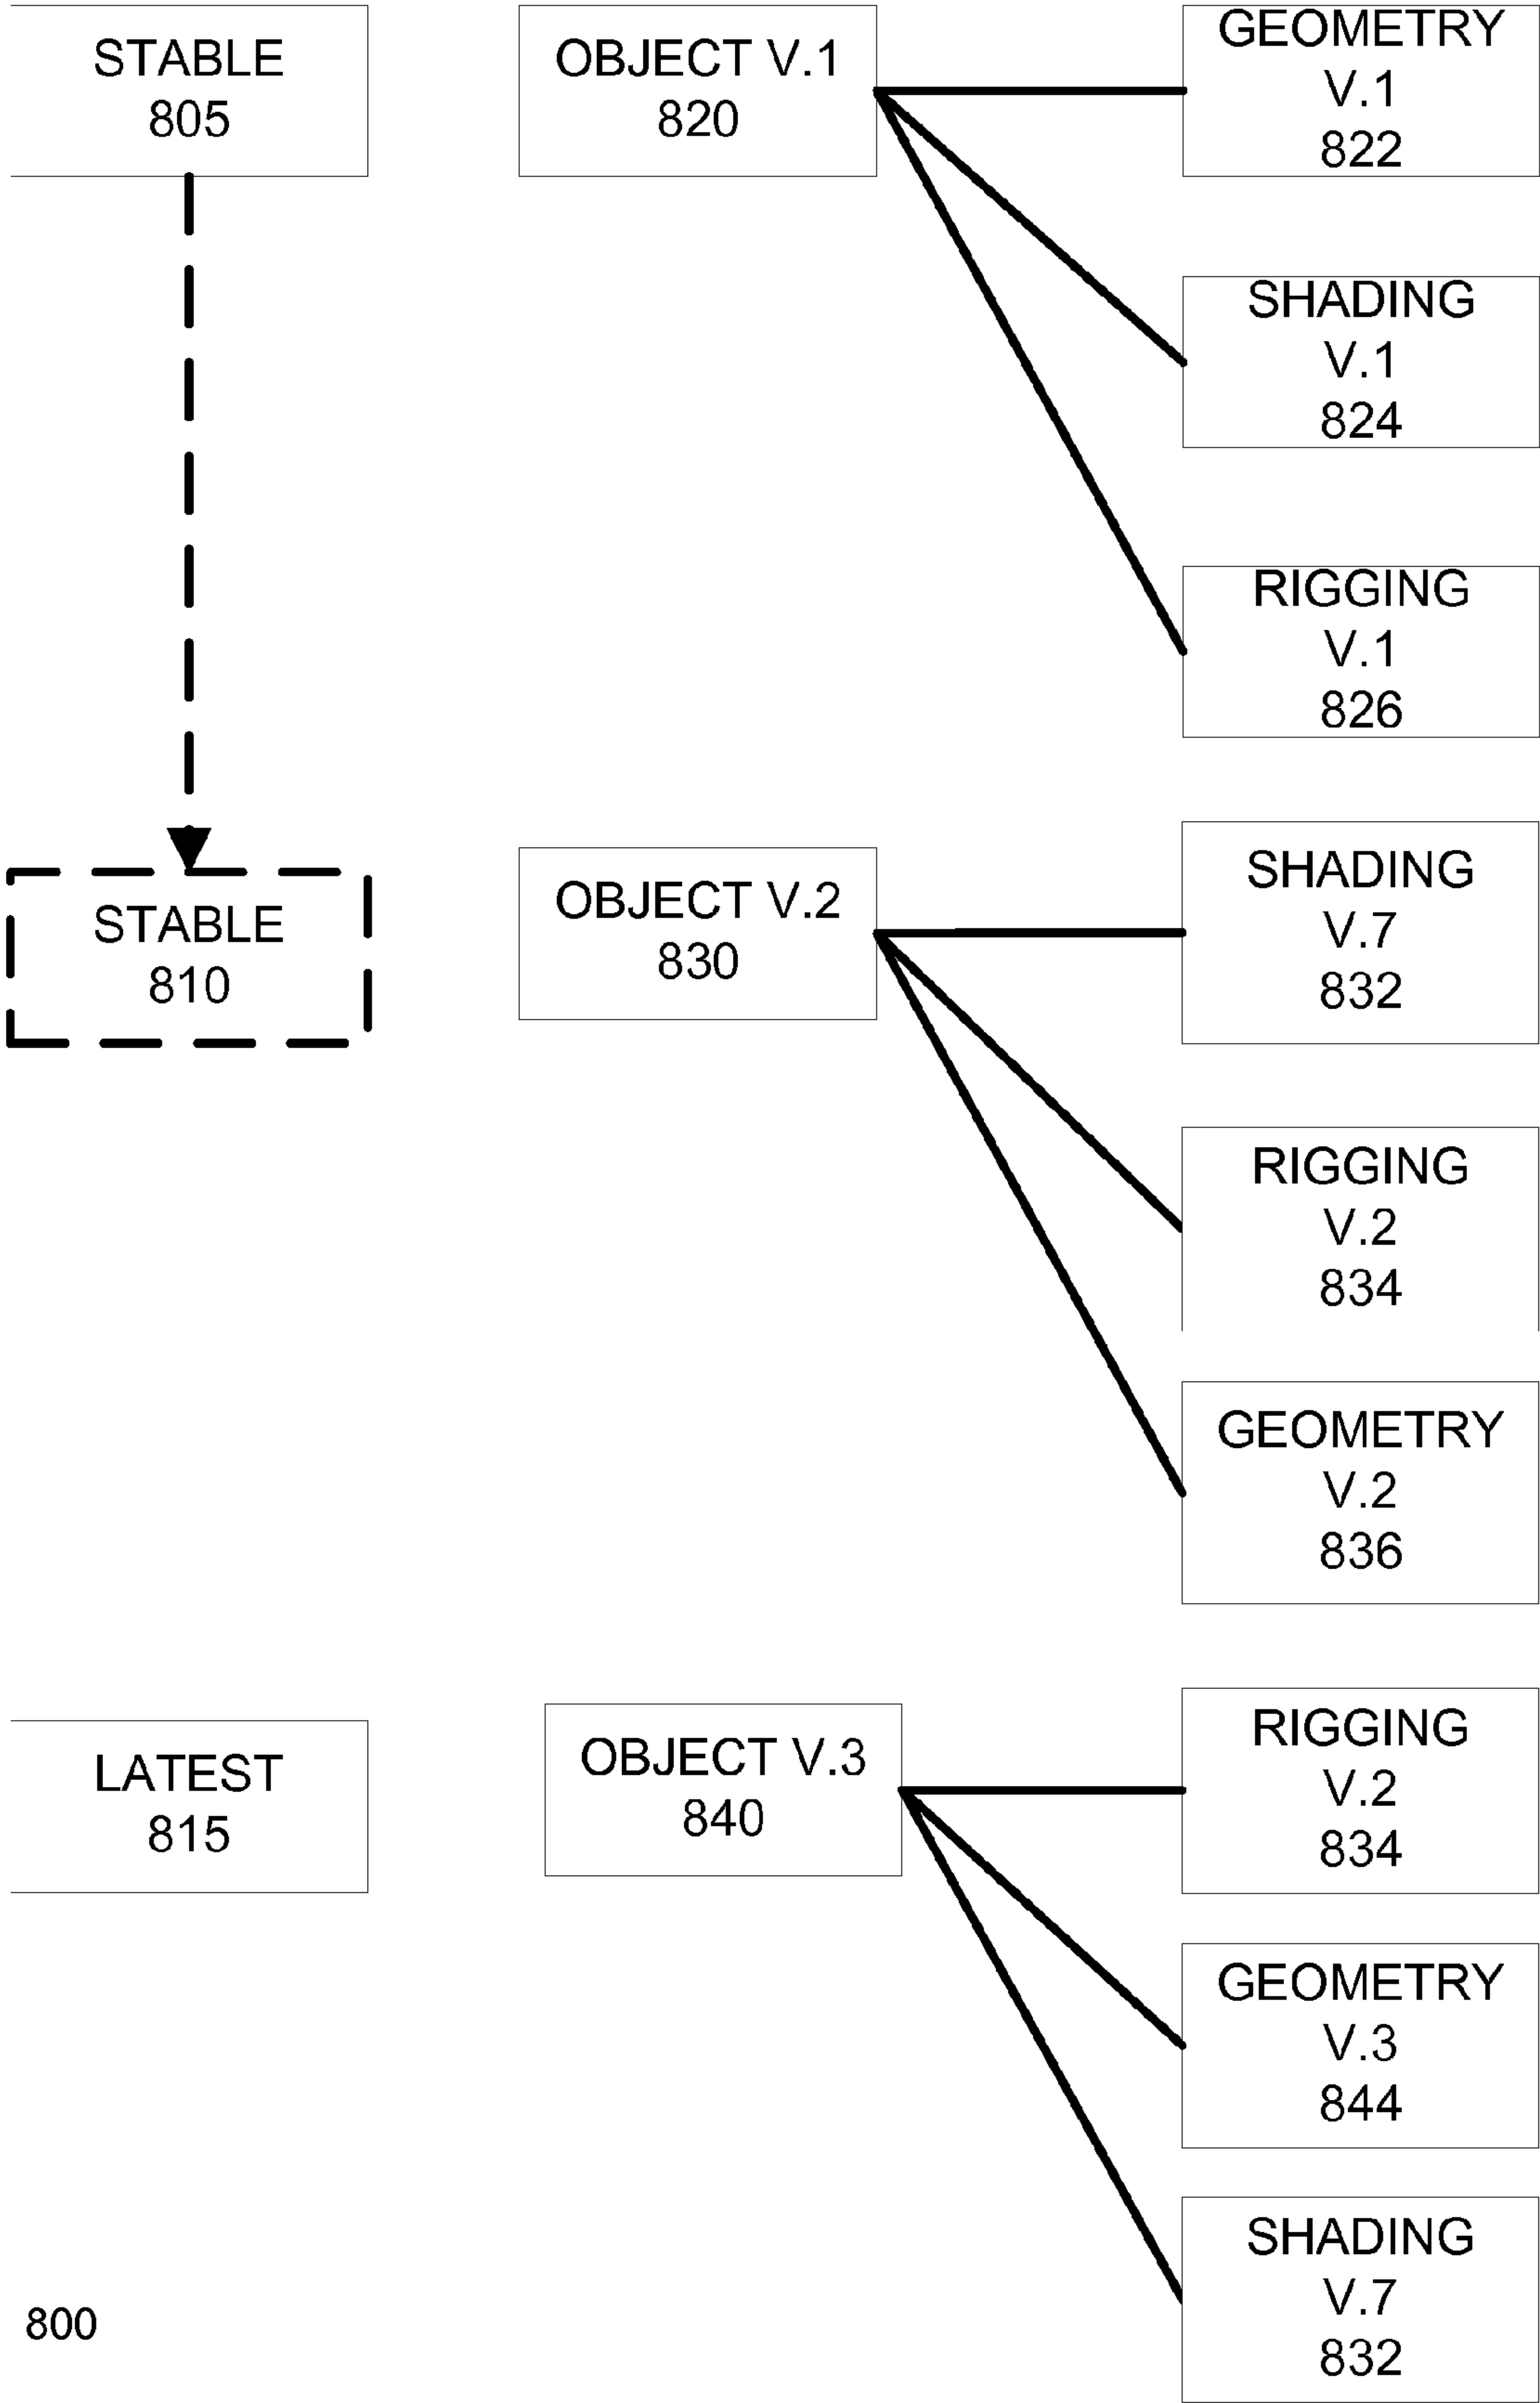 STABLE
805
OBJECT V.1
820
GEOMETRY
V.1
822
SHADING
V.1
824
RIGGING
V.1
826
STABLE
810
OBJECT V.2
830
SHADING
V.7
832
RIGGING
V.2
834
GEOMETRY
V.2
836
LATEST
815
OBJECT V.3
840
RIGGING
V.2
834
GEOMETRY
V.3
844
SHADING
V.7
832
800